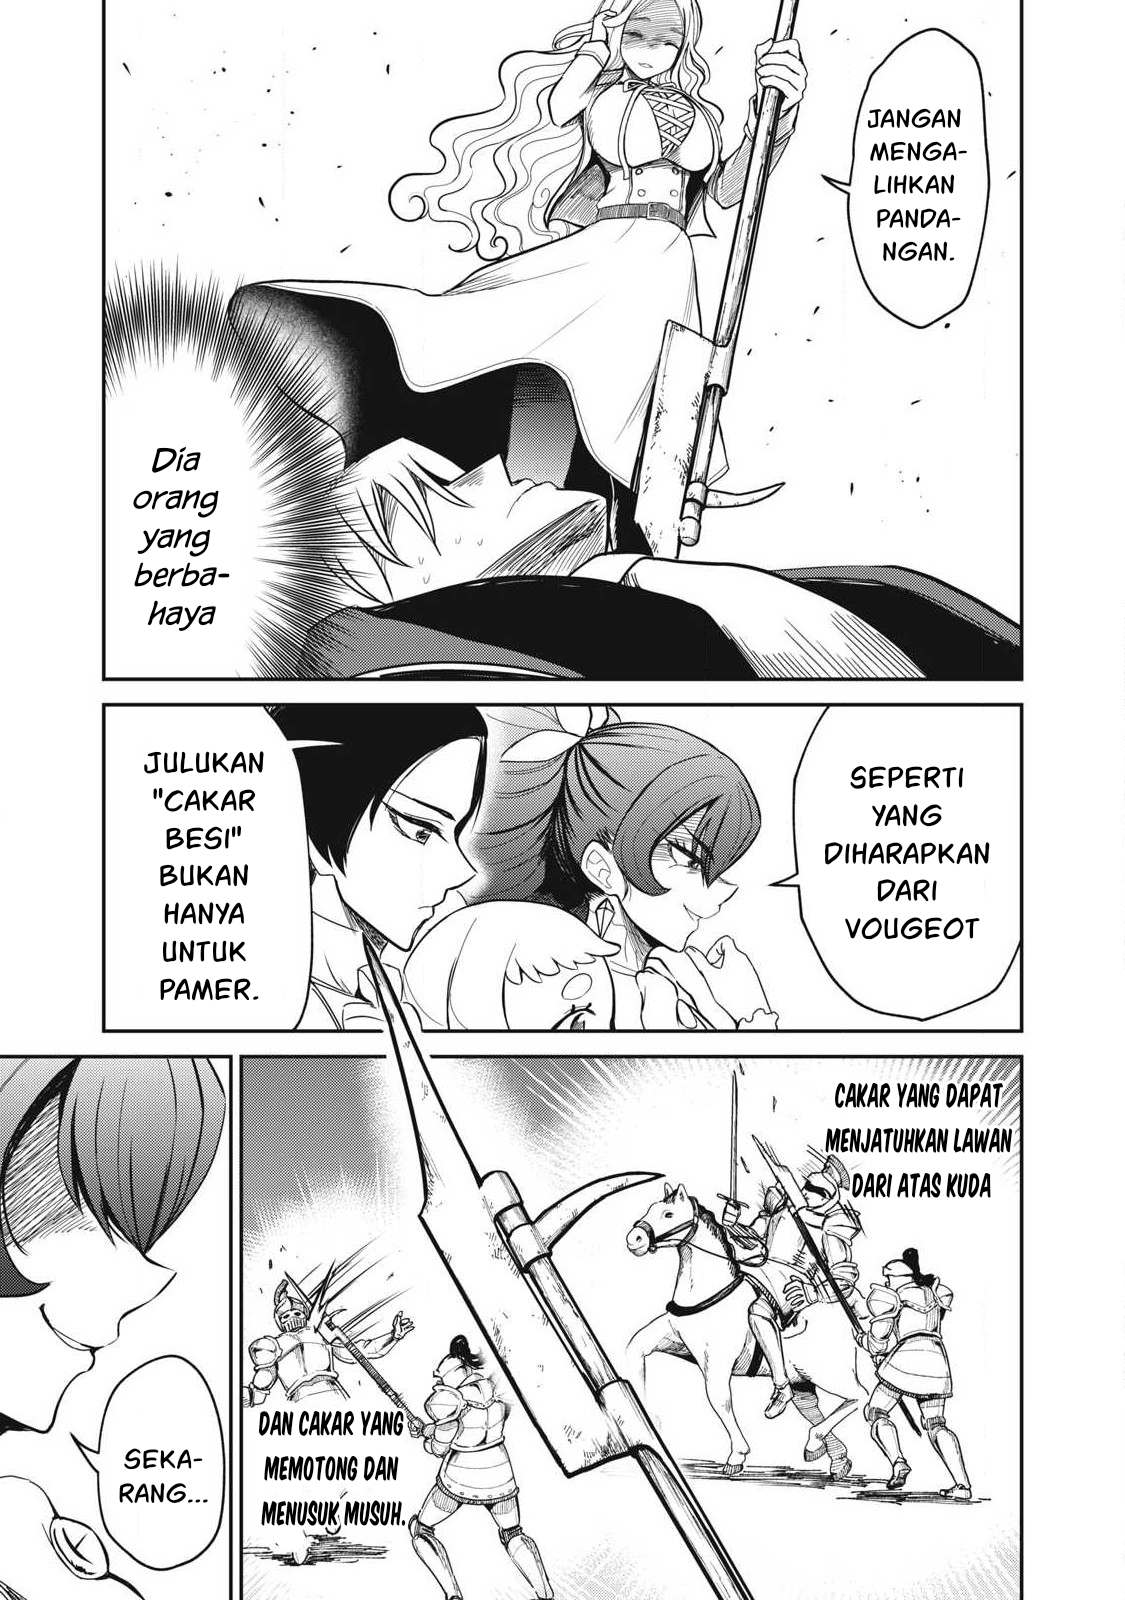 JANGAN
MENGA-
LIHKAN
PANDA-
NGAN.
Dia
orang
yang
berba-
haya
SEPERTI
YANG
DIHARAPKAN
DARI
VOUGEOT
JULUKAN
"CAKAR
BESI"
BUKAN
HANYA
UNTUK
PAMER.
CAKAR YANG DAPAT
MENJATUHKAN LAWAN
DARI ATAS KUDA
DAN CAKAR YANG
MEMOTONG DAN
MENUSUK MUSUH.
SEKA-
RANG...